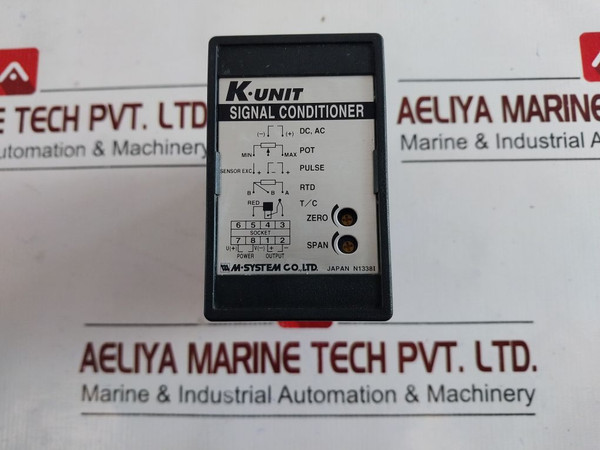 K·UNIT
SIGNAL CONDITIONER
(−) (+) DC, AC
MIN MAX POT
SENSOR EXC. + − + PULSE
B B A RTD
RED T/C
ZERO
6 5 4 3
SOCKET
7 8 1 2
SPAN
U(+) V(−) + −
POWER OUTPUT
M-SYSTEM CO., LTD. JAPAN N13381
TECH PVT. LTD.
Automation & Machinery
AELIYA MARINE
Marine & Industrial
AELIYA MARINE TECH PVT. LTD.
Marine & Industrial Automation & Machinery